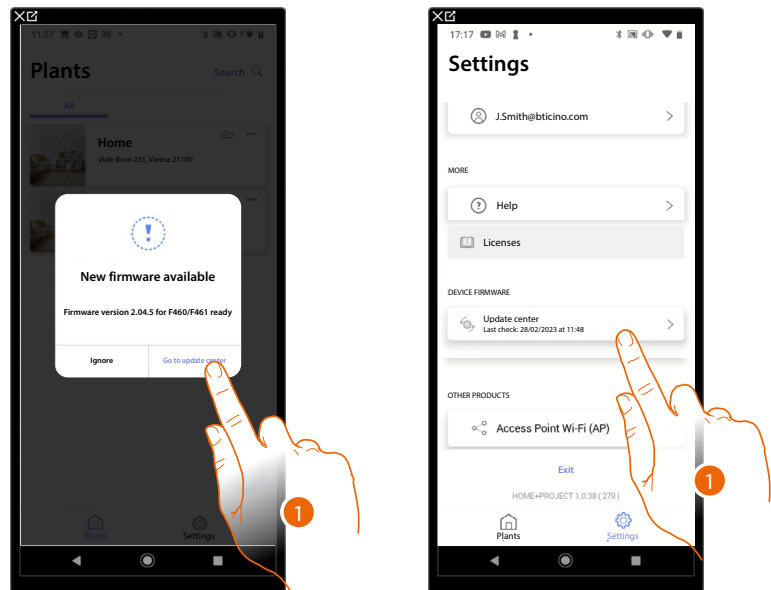 11:57
Plants
Search
All
Home
Viale Borri 231, Varese 21100
New firmware available
Firmware version 2.04.5 for F460/F461 ready
Ignore
Go to update center
Plants
Settings
1
17:17
Settings
J.Smith@bticino.com
MORE
Help
Licenses
DEVICE FIRMWARE
Update center
Last check: 28/02/2023 at 11:48
OTHER PRODUCTS
Access Point Wi-Fi (AP)
Exit
HOME+PROJECT 1.0.38 ( 279 )
Plants
Settings
1